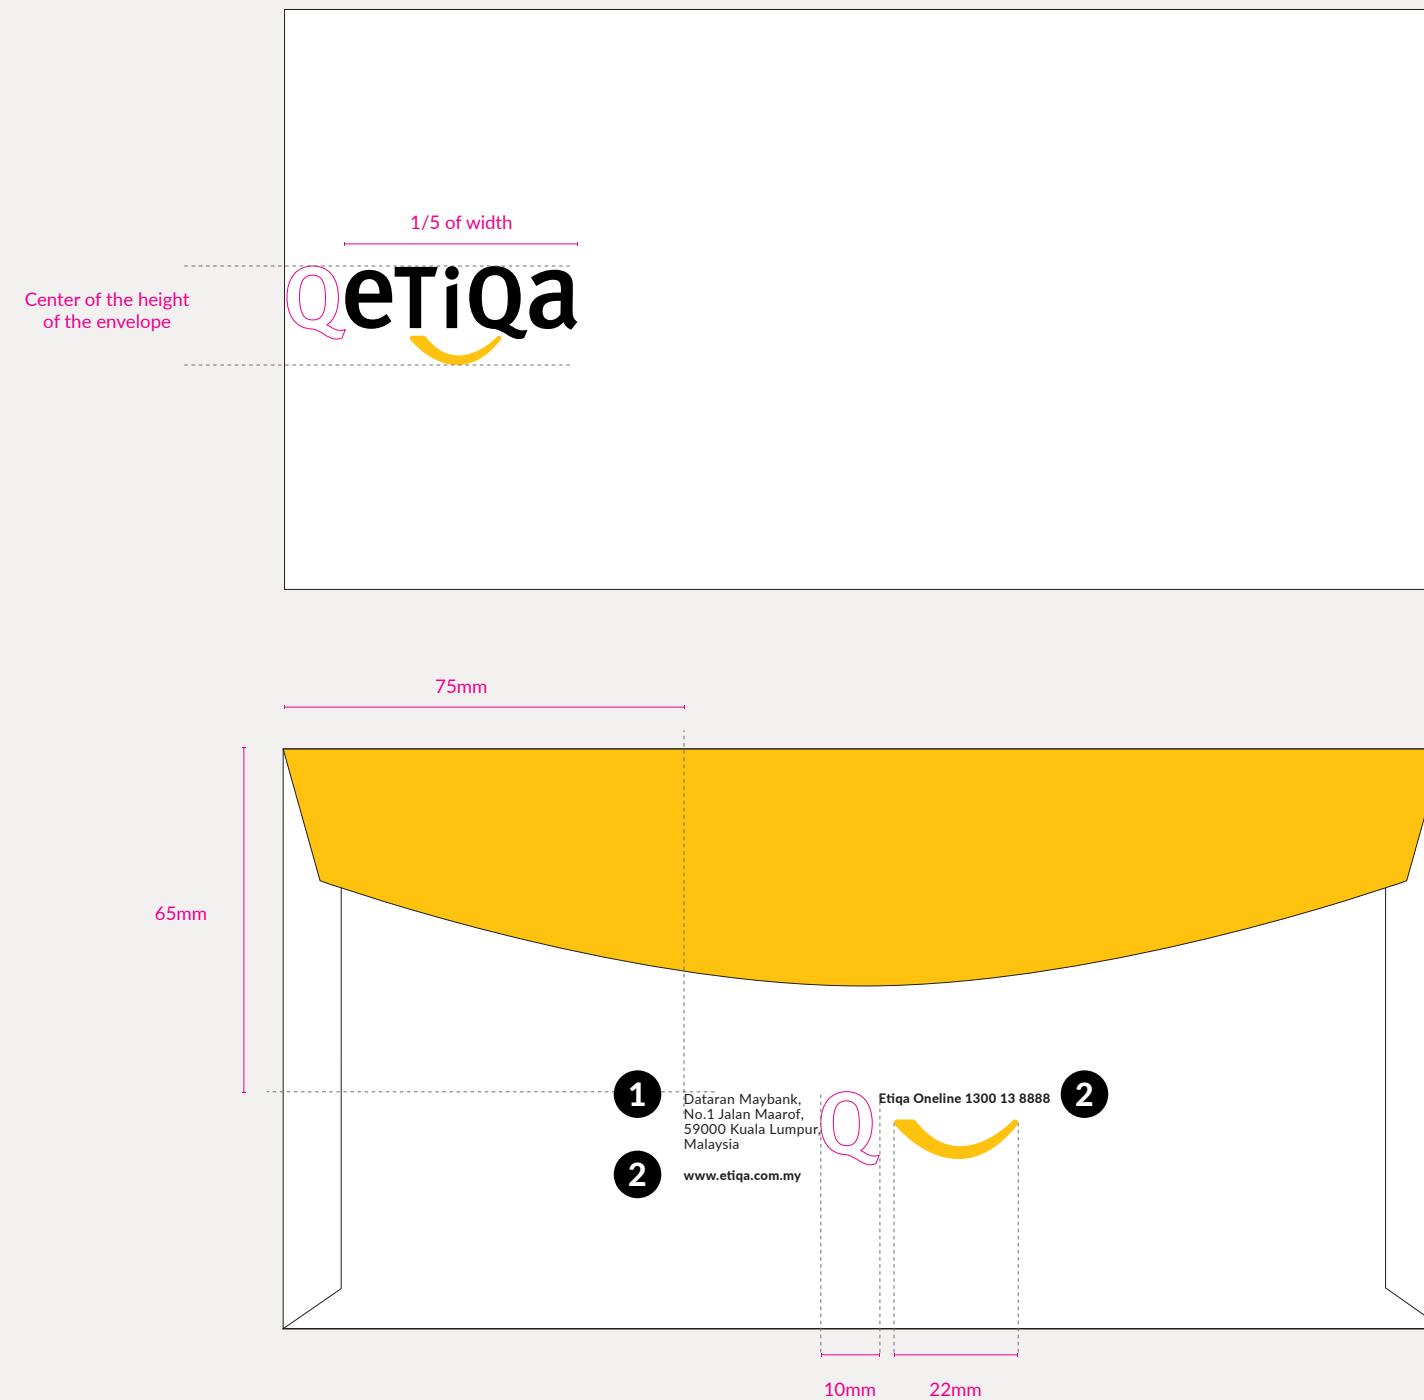 1/5 of width
Center of the height
of the envelope
Q
eTiQa
75mm
65mm
1
Dataran Maybank,
No.1 Jalan Maarof,
59000 Kuala Lumpur,
Malaysia
2
www.etiqa.com.my
Q
Etiqa Oneline 1300 13 8888
2
10mm
22mm